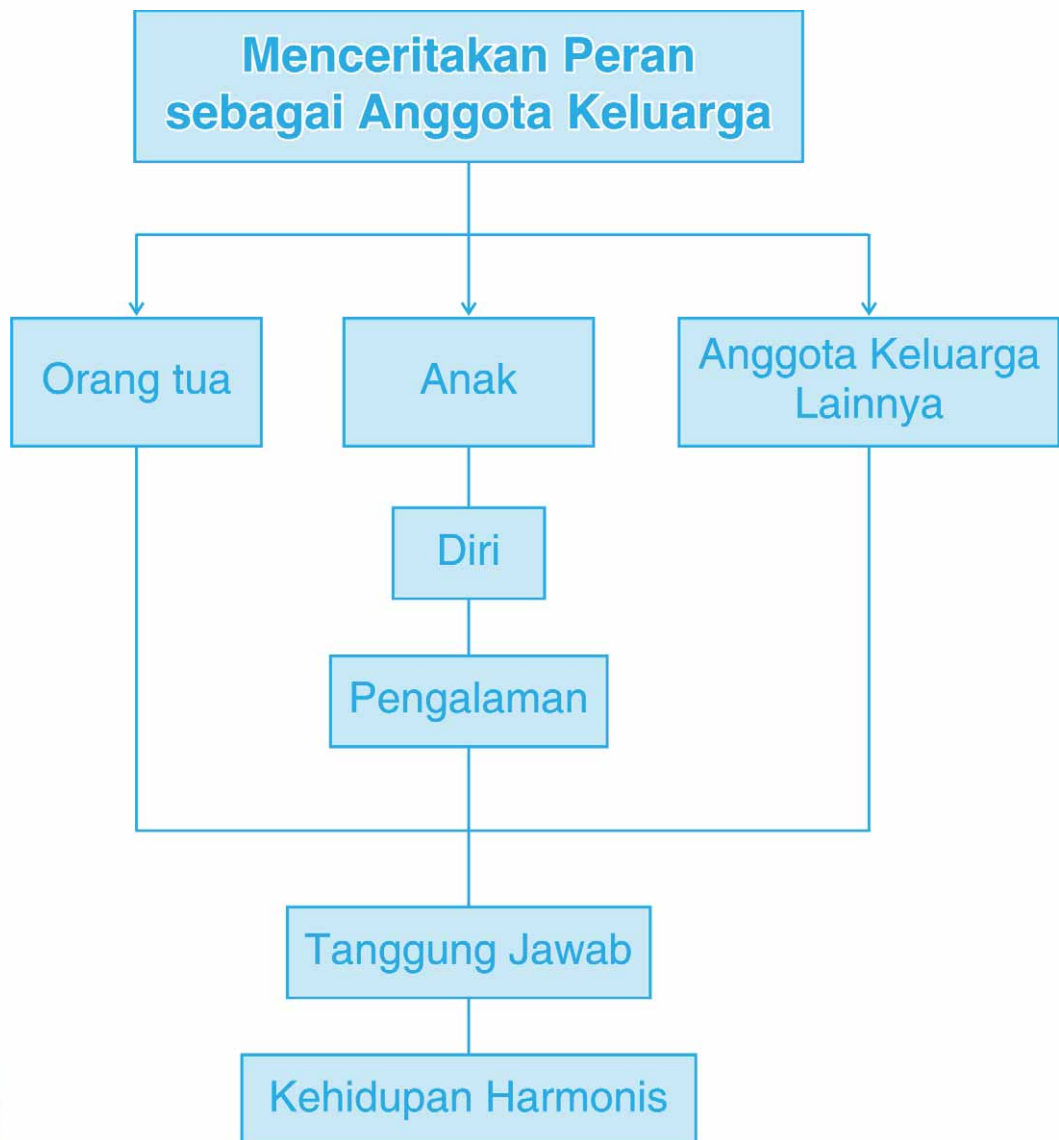 Menceritakan Peran
sebagai Anggota Keluarga
Orang tua
Anak
Anggota Keluarga
Lainnya
Diri
Pengalaman
Tanggung Jawab
Kehidupan Harmonis